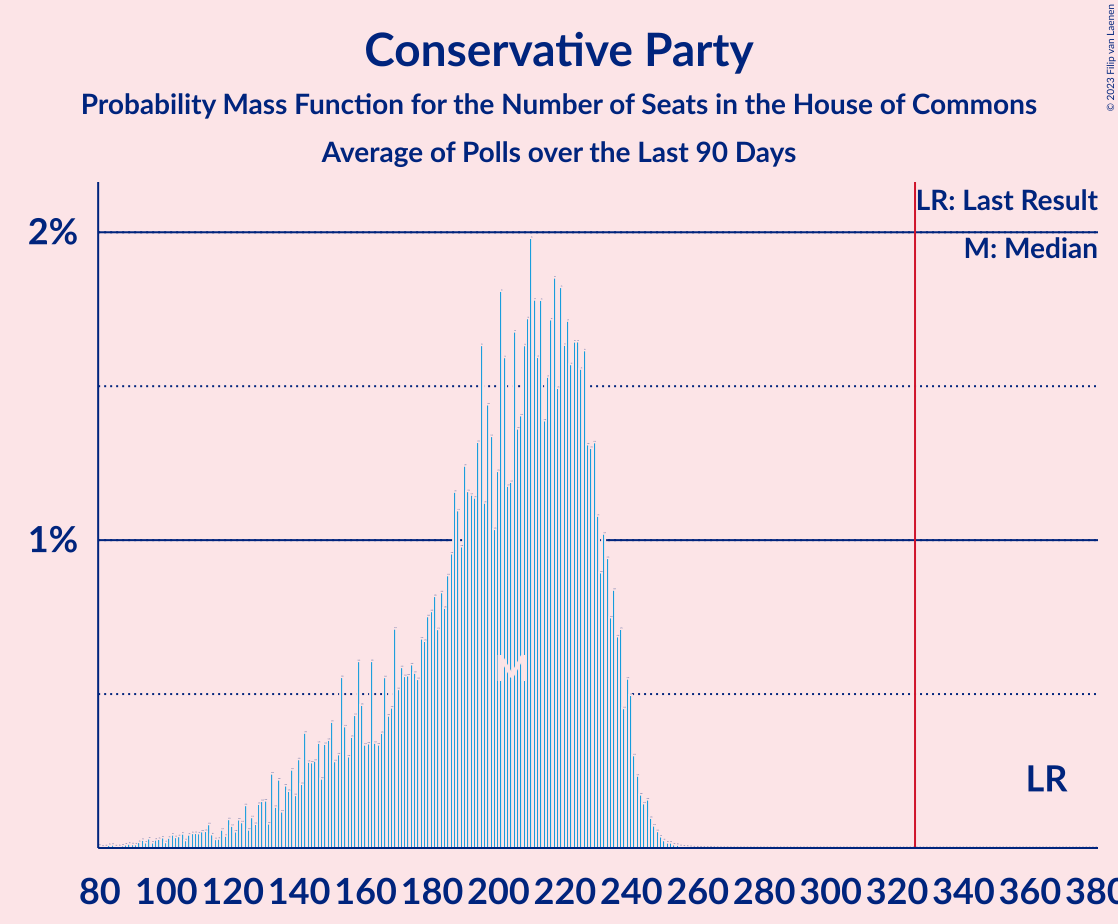 Conservative Party
Probability Mass Function for the Number of Seats in the House of Commons
Average of Polls over the Last 90 Days
© 2023 Filip van Laenen
LR: Last Result
M: Median
2%
1%
M
LR
80 100 120 140 160 180 200 220 240 260 280 300 320 340 360 380